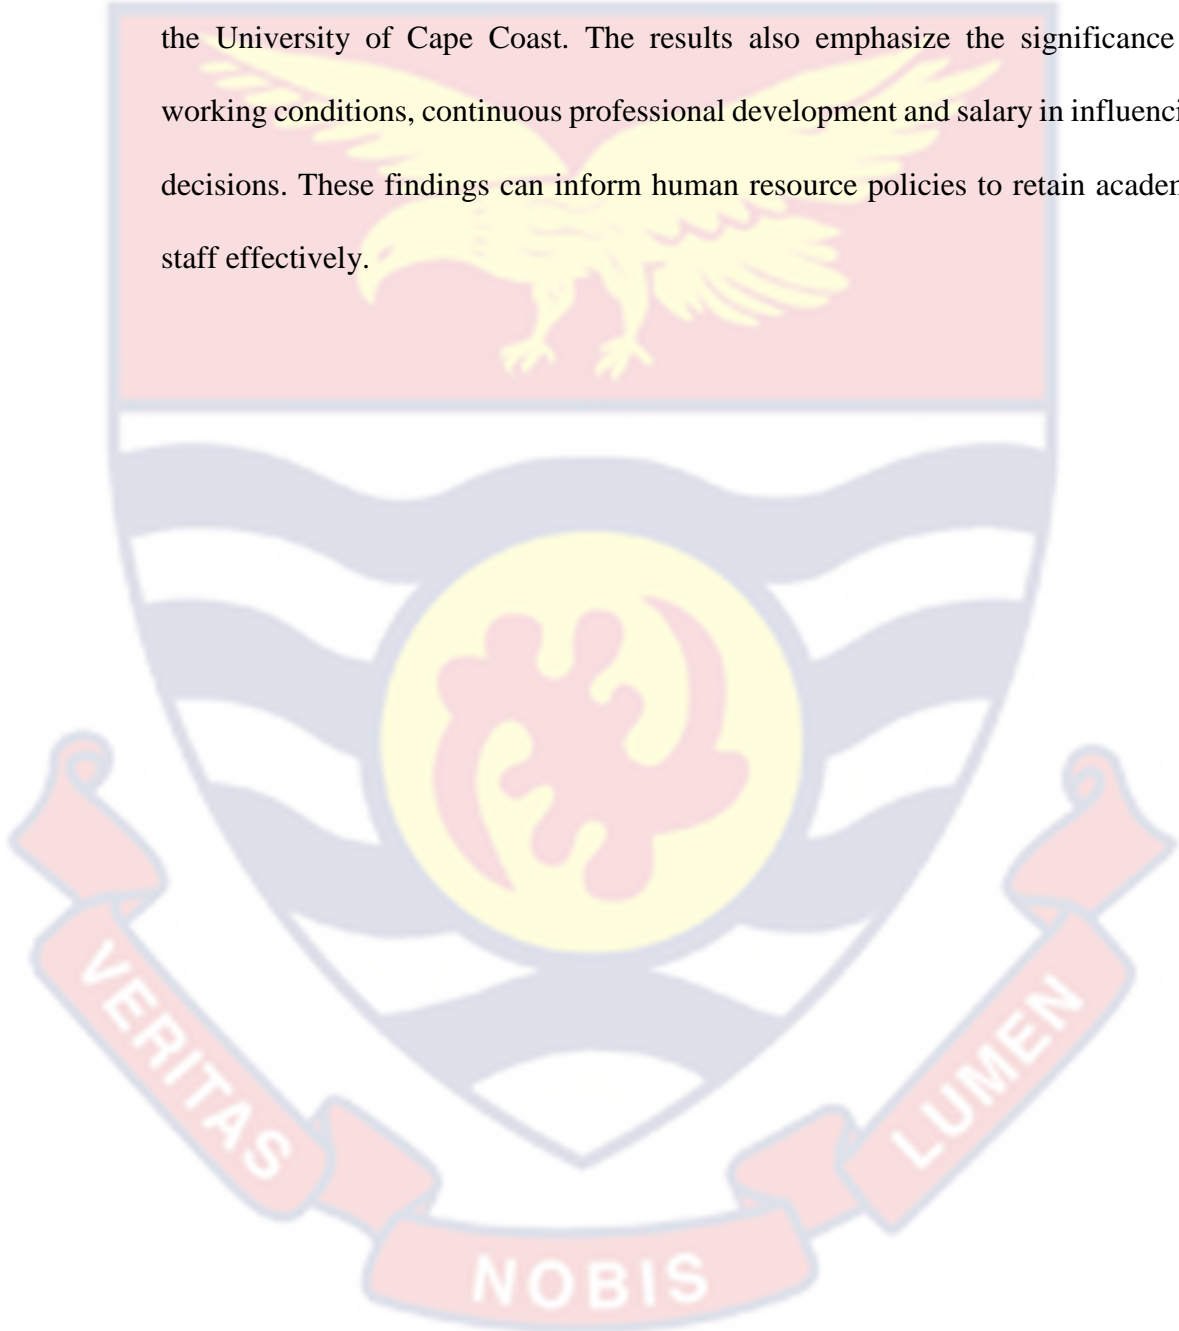 the University of Cape Coast. The results also emphasize the significance
working conditions, continuous professional development and salary in influenci
decisions. These findings can inform human resource policies to retain acaden
staff effectively.
VERITAS
NOBIS
LUMEN